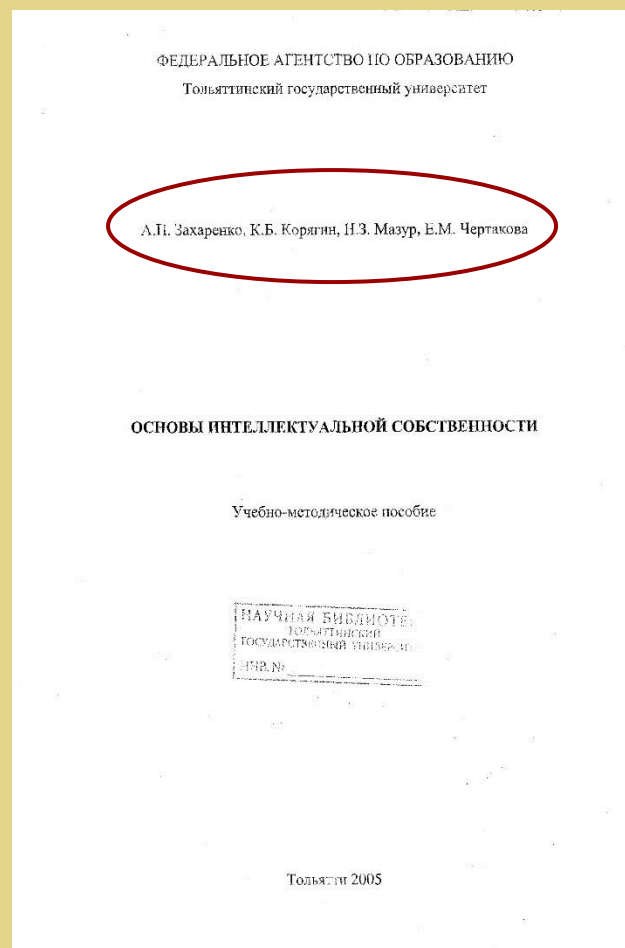 ФЕДЕРАЛЬНОЕ АГЕНТСТВО ПО ОБРАЗОВАНИЮ
Тольяттинский государственный университет
А.П. Захаренко, К.Б. Корягин, Н.З. Мазур, Е.М. Чертакова
ОСНОВЫ ИНТЕЛЛЕКТУАЛЬНОЙ СОБСТВЕННОСТИ
Учебно-методическое пособие
НАУЧНАЯ БИБЛИОТЕ
ТОЛЬЯТТИНСКИЙ
ГОСУДАРСТВЕННЫЙ
ИНВ. №
Тольятти 2005